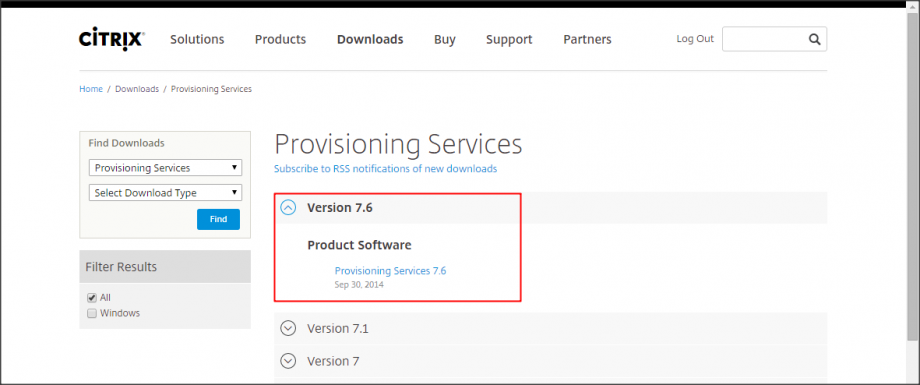 CITRIX
Solutions
Products
Downloads
Buy
Support
Partners
Log Out
Home / Downloads / Provisioning Services
Find Downloads
Provisioning Services
Select Download Type
Find
Filter Results
All
Windows
Provisioning Services
Subscribe to RSS notifications of new downloads
Version 7.6
Product Software
Provisioning Services 7.6
Sep 30, 2014
Version 7.1
Version 7